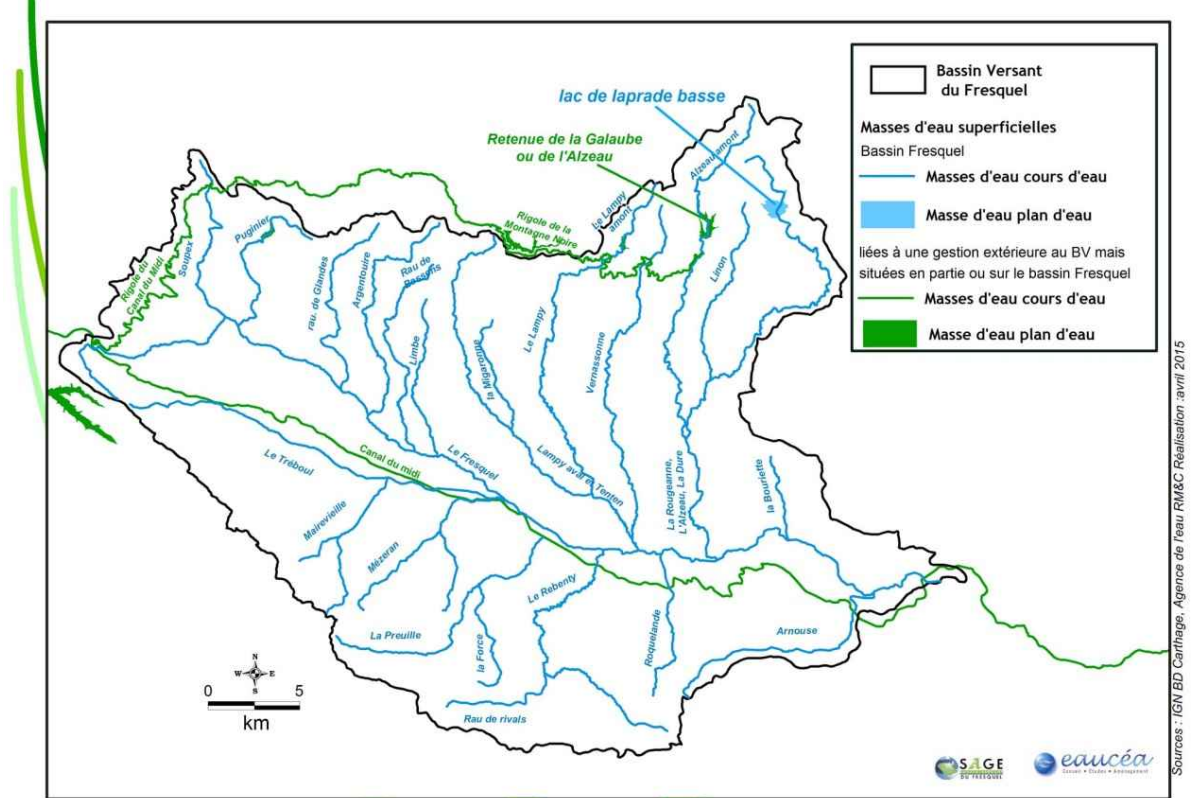 Bassin Versant
du Fresquel
Masses d'eau superficielles
Bassin Fresquel
Masses d'eau cours d'eau
Masse d'eau plan d'eau
liées à une gestion extérieure au BV mais
situées en partie ou sur le bassin Fresquel
Masses d'eau cours d'eau
Masse d'eau plan d'eau
lac de laprade basse
Retenue de la Galaube
ou de l'Alzeau
Alzeau amont
Le Lampy
amont
Rigole de la
Montagne Noire
Rigole du
Canal du Midi
Soupex
Puginier
rau. de Glandes
Argentouire
Rau de
Bassens
Limbe
la Migaronne
Le Lampy
Vernassonne
Linon
Le Tréboul
Canal du midi
Le Fresquel
Lampy aval et Tenten
La Rougeanne,
L'Alzeau, La Dure
la Bouriette
Mairevieille
Mézeran
Le Rebenty
La Preuille
la Force
Roquelande
Arnouse
Rau de rivals
N
W E
S
0 5
km
SAGE
DU FRESQUEL
eaucéa
Conseil • Études • Aménagement
Sources : IGN BD Carthage, Agence de l'eau RM&C Réalisation :avril 2015